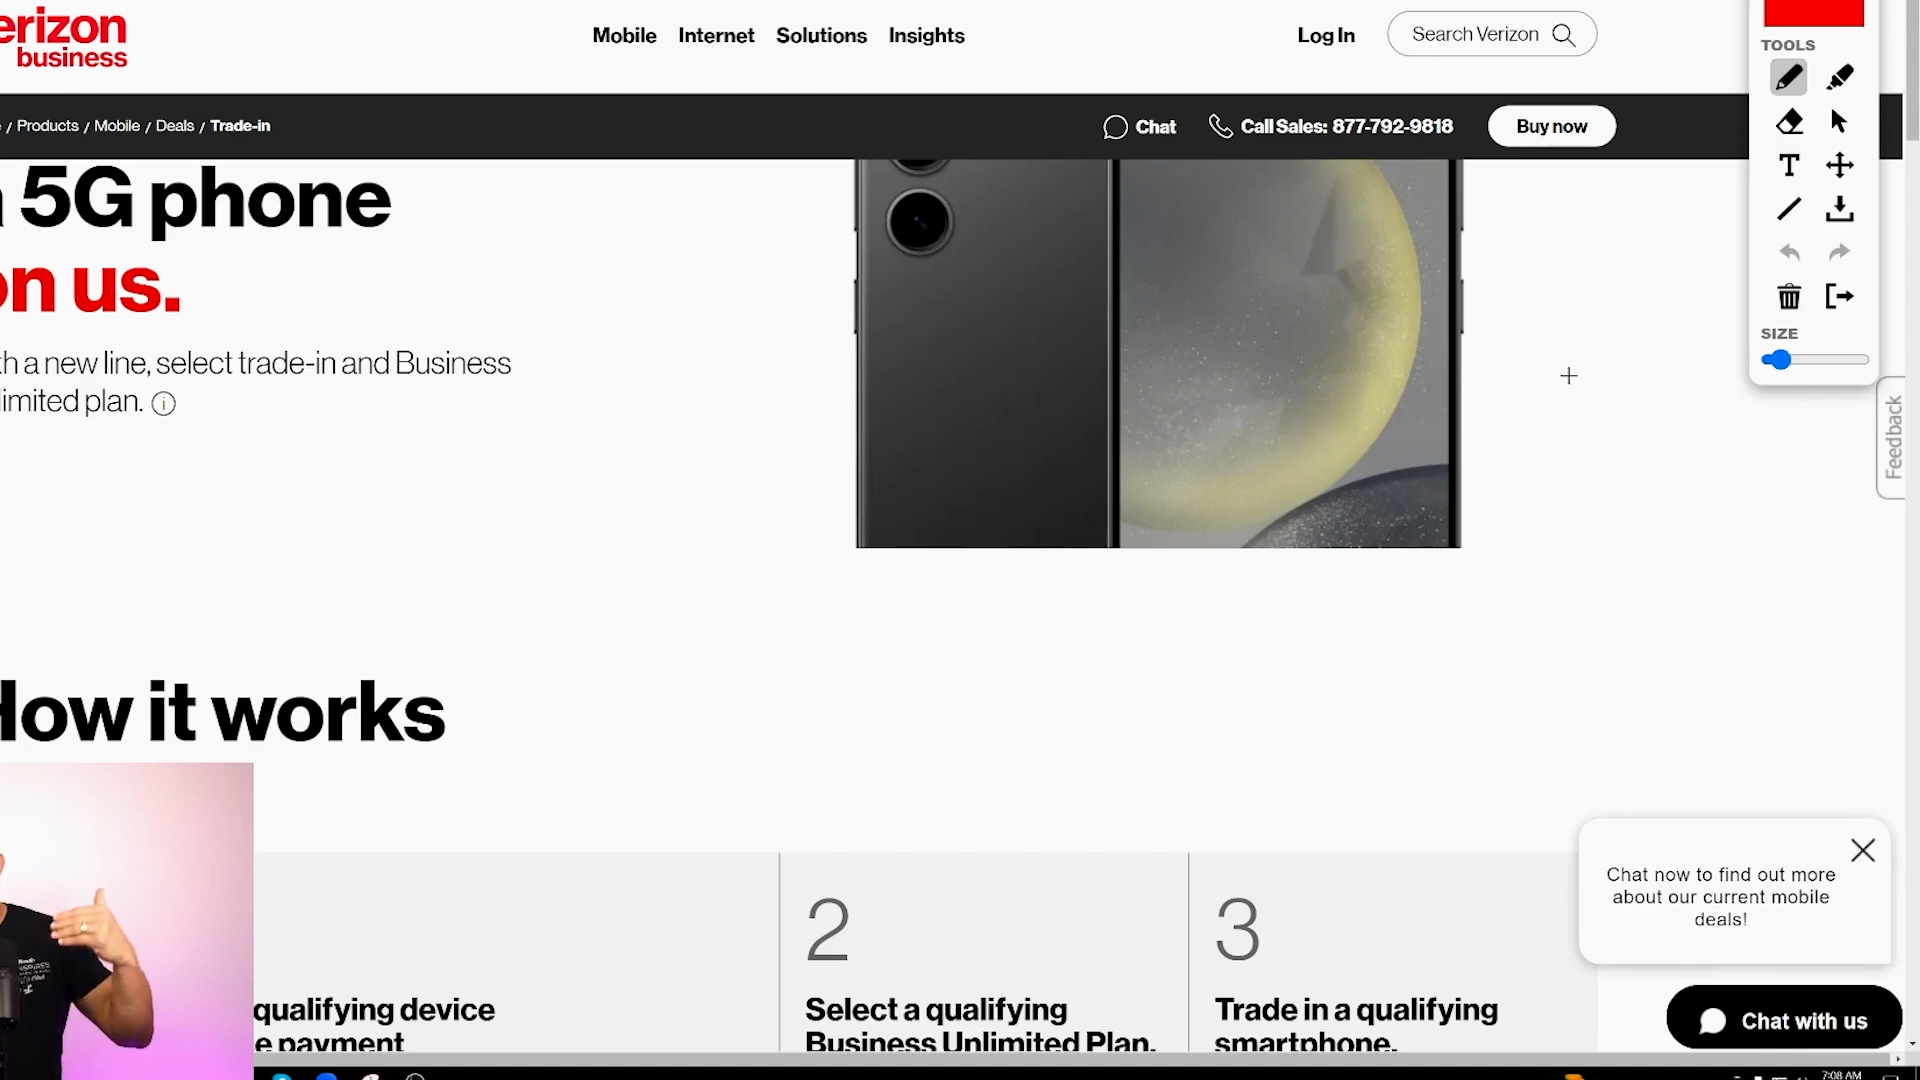 erizon
business
Mobile Internet Solutions Insights
Log In
Search Verizon
/ Products / Mobile / Deals / Trade-in
Chat
Call Sales: 877-792-9818
Buy now
5G phone
on us.
th a new line, select trade-in and Business
limited plan.
How it works
2
3
qualifying device
e payment
Select a qualifying
Business Unlimited Plan.
Trade in a qualifying
smartphone.
TOOLS
T
SIZE
Feedback
Chat now to find out more
about our current mobile
deals!
Chat with us
7:08 AM